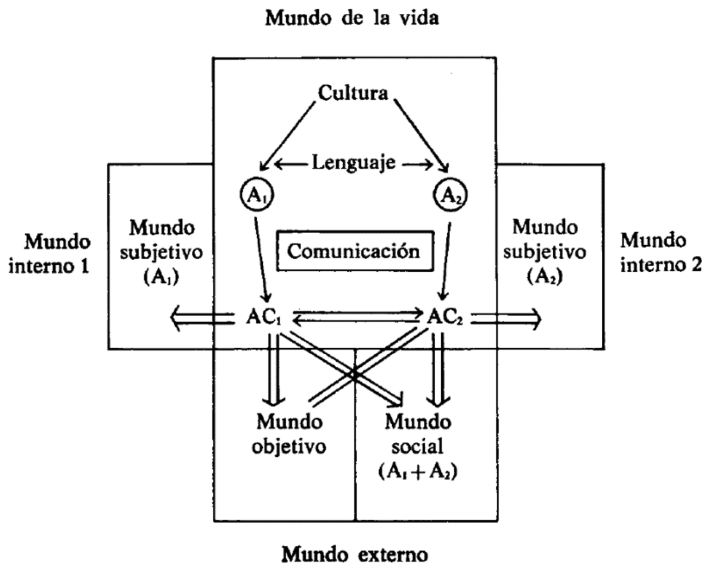 Mundo de la vida
Cultura
Lenguaje
A₁
A₂
Mundo
interno 1
Mundo
subjetivo
(A₁)
Comunicación
Mundo
subjetivo
(A₂)
Mundo
interno 2
AC₁
AC₂
Mundo
objetivo
Mundo
social
(A₁ + A₂)
Mundo externo